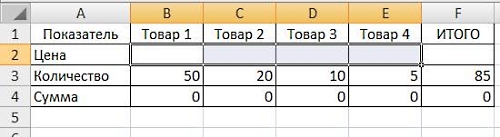 A B C D E F
1 Показатель Товар 1 Товар 2 Товар 3 Товар 4 ИТОГО
2 Цена
3 Количество 50 20 10 5 85
4 Сумма 0 0 0 0 0
5